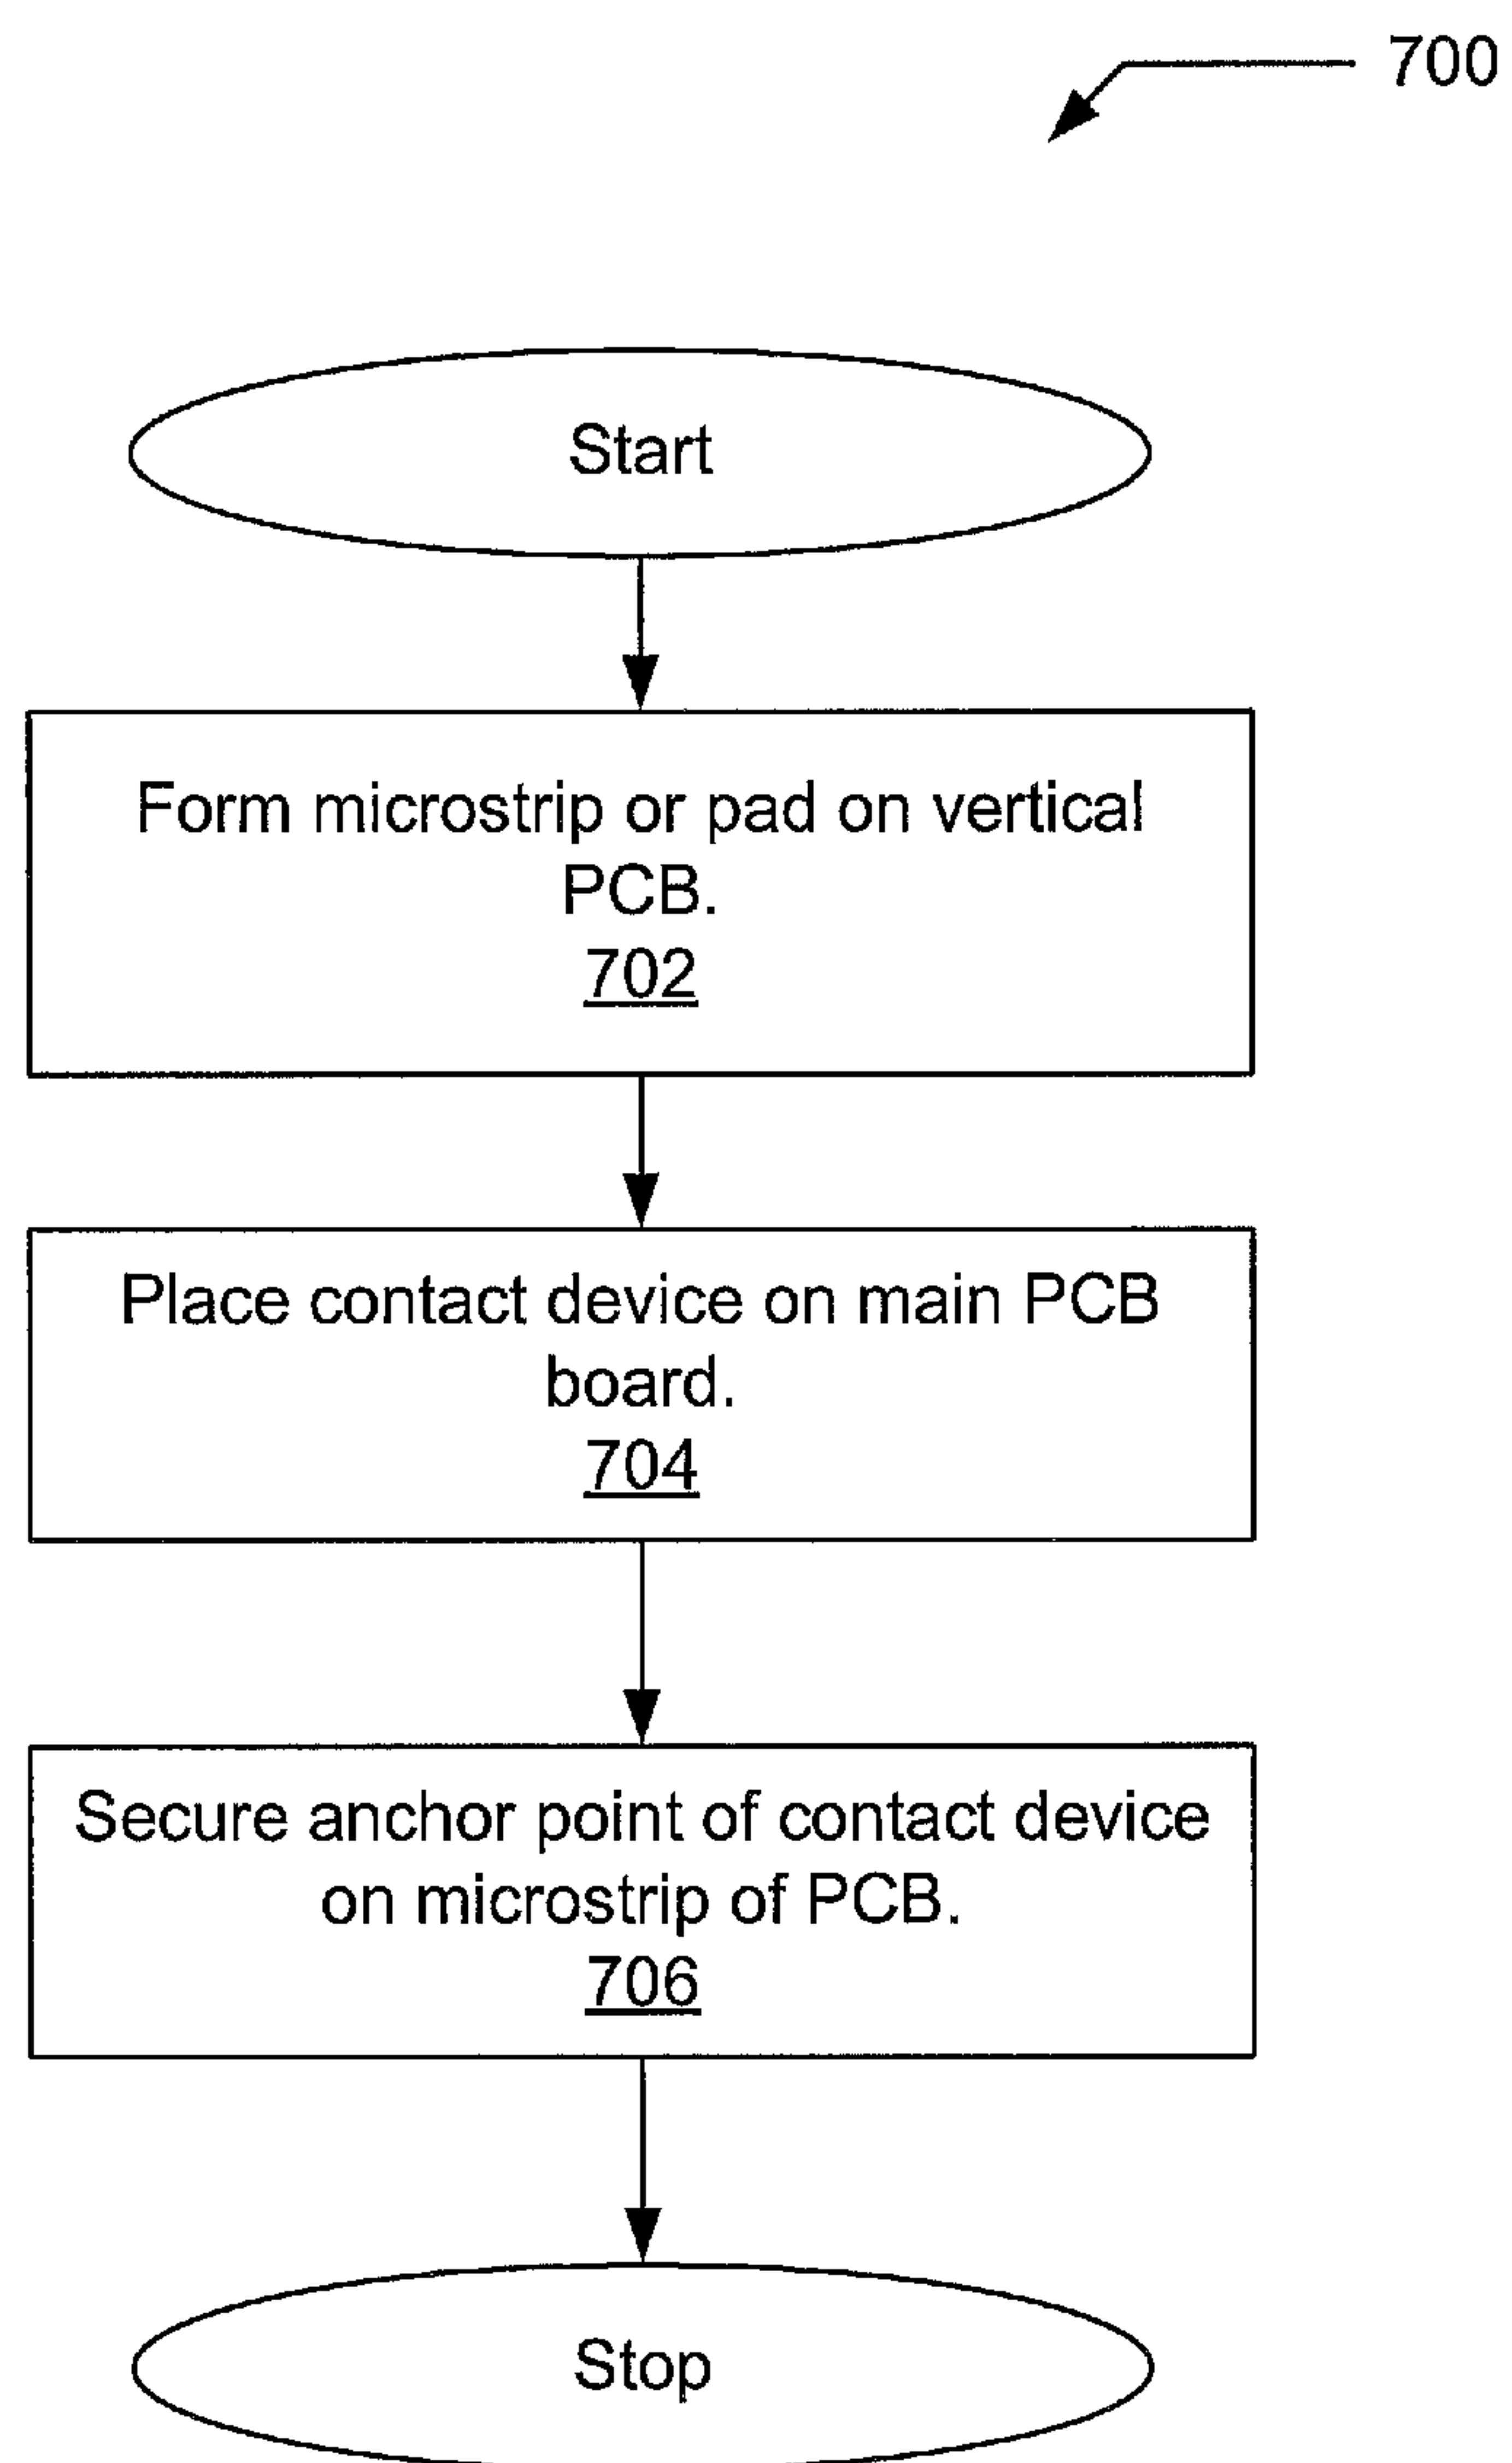 700
Start
Form microstrip or pad on vertical
PCB.
702
Place contact device on main PCB
board.
704
Secure anchor point of contact device
on microstrip of PCB.
706
Stop